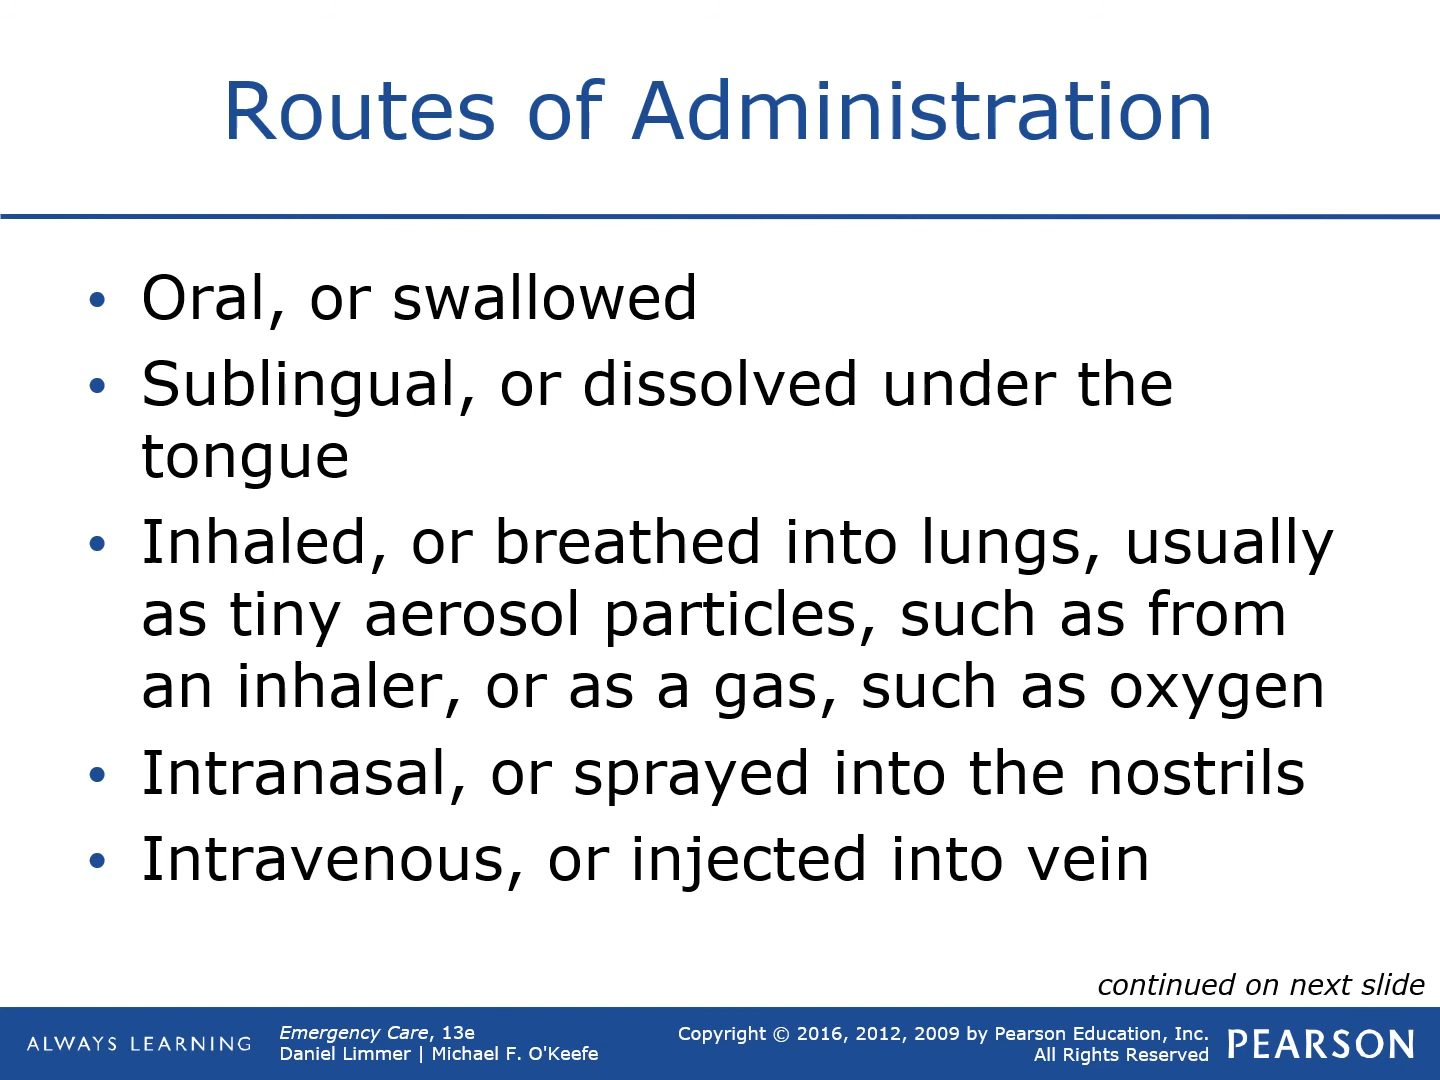 Routes of Administration
• Oral, or swallowed
• Sublingual, or dissolved under the
tongue
• Inhaled, or breathed into lungs, usually
as tiny aerosol particles, such as from
an inhaler, or as a gas, such as oxygen
• Intranasal, or sprayed into the nostrils
• Intravenous, or injected into vein
continued on next slide
ALWAYS LEARNING
Emergency Care, 13e
Daniel Limmer | Michael F. O'Keefe
Copyright © 2016, 2012, 2009 by Pearson Education, Inc.
All Rights Reserved
PEARSON